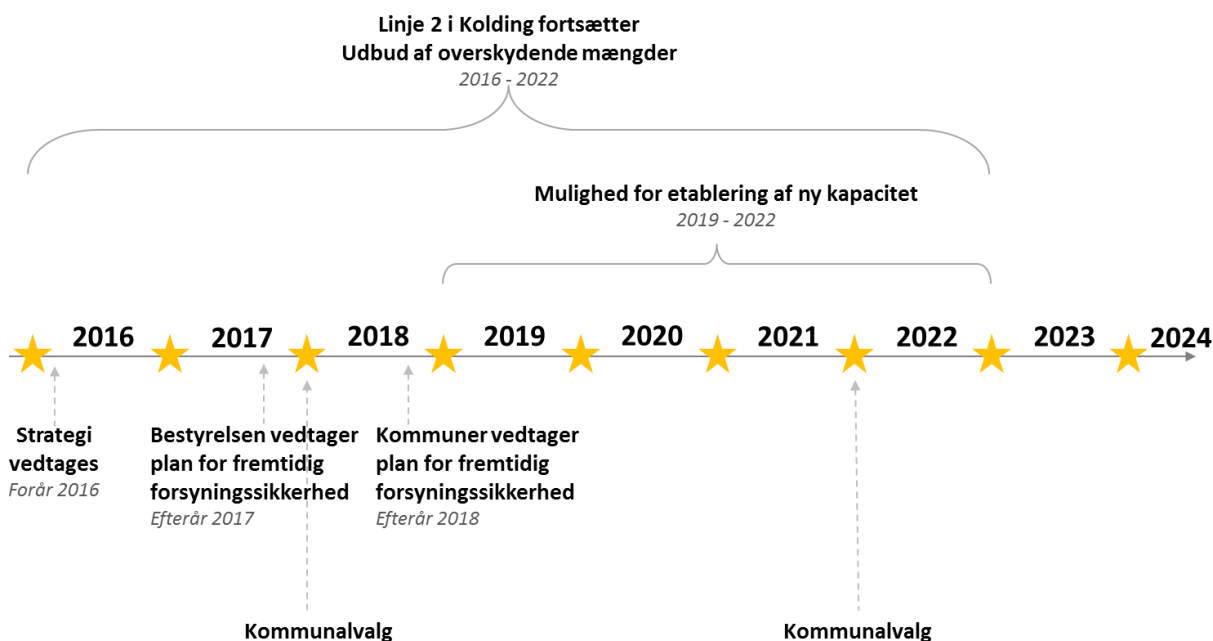 Linje 2 i Kolding fortsætter
Udbud af overskydende mængder
2016 - 2022
Mulighed for etablering af ny kapacitet
2019 - 2022
2016 2017 2018 2019 2020 2021 2022 2023 2024
Strategi
vedtages
Forår 2016
Bestyrelsen vedtager
plan for fremtidig
forsyningssikkerhed
Efterår 2017
Kommuner vedtager
plan for fremtidig
forsyningssikkerhed
Efterår 2018
Kommunalvalg
Kommunalvalg